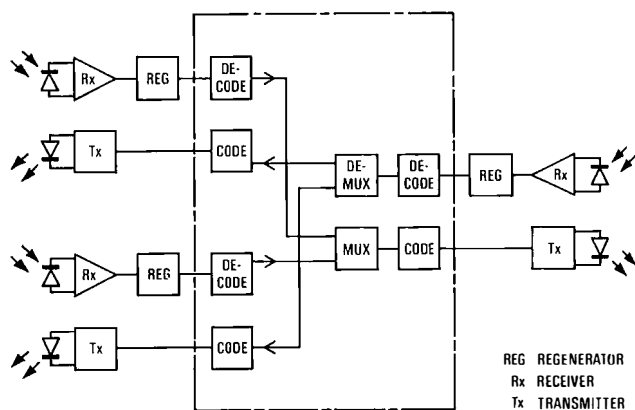 Rx
REG
DE-
CODE
Tx
CODE
DE-
MUX
DE-
CODE
REG
Rx
MUX
CODE
Tx
Rx
REG
DE-
CODE
Tx
CODE
REG REGENERATOR
Rx RECEIVER
Tx TRANSMITTER